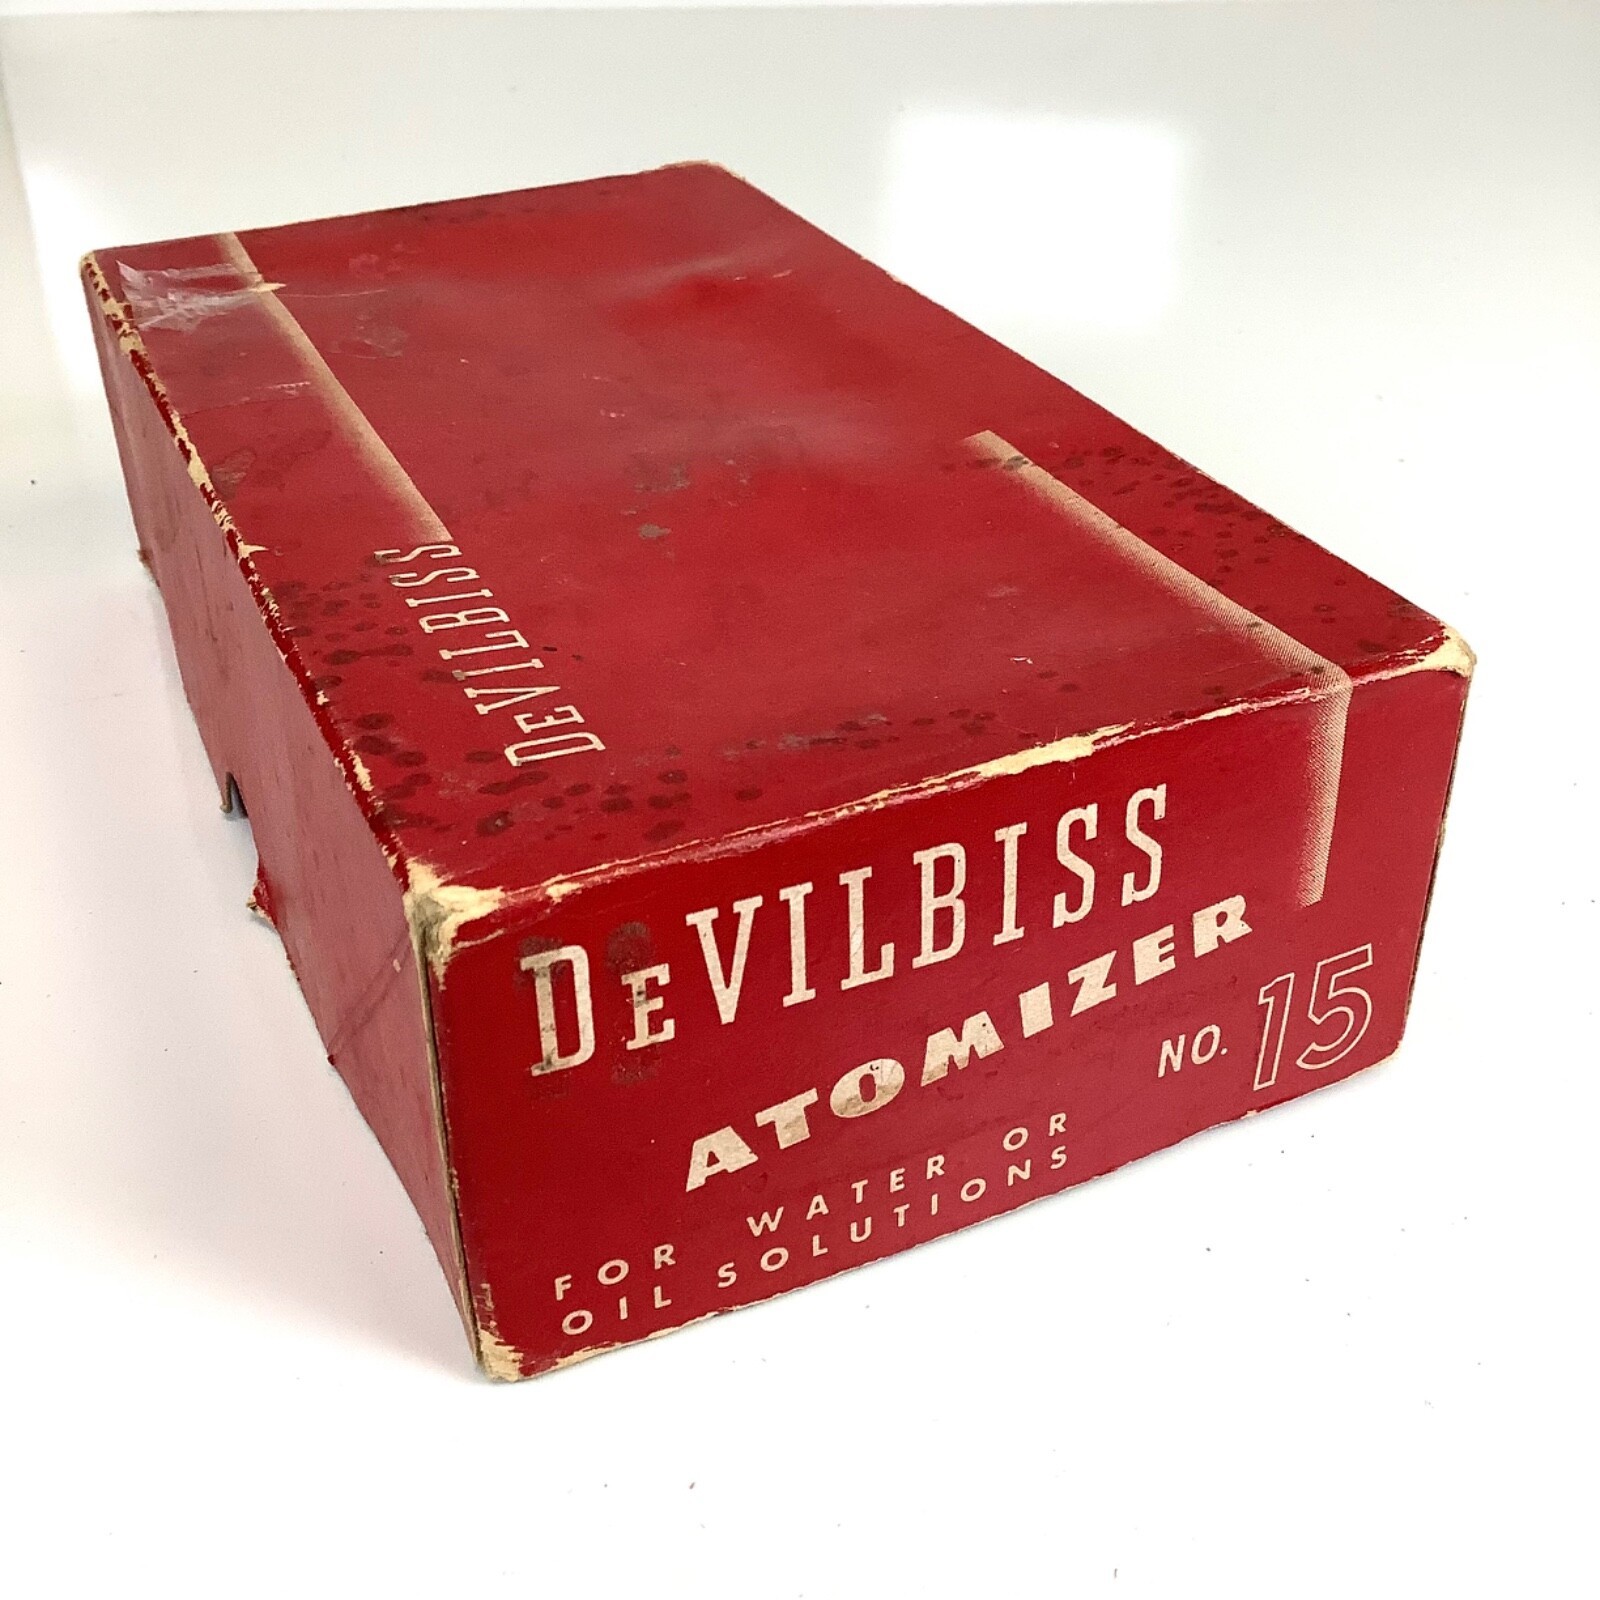 DEVILBISS
DEVILBISS
ATOMIZER
NO. 15
FOR WATER OR
OIL SOLUTIONS